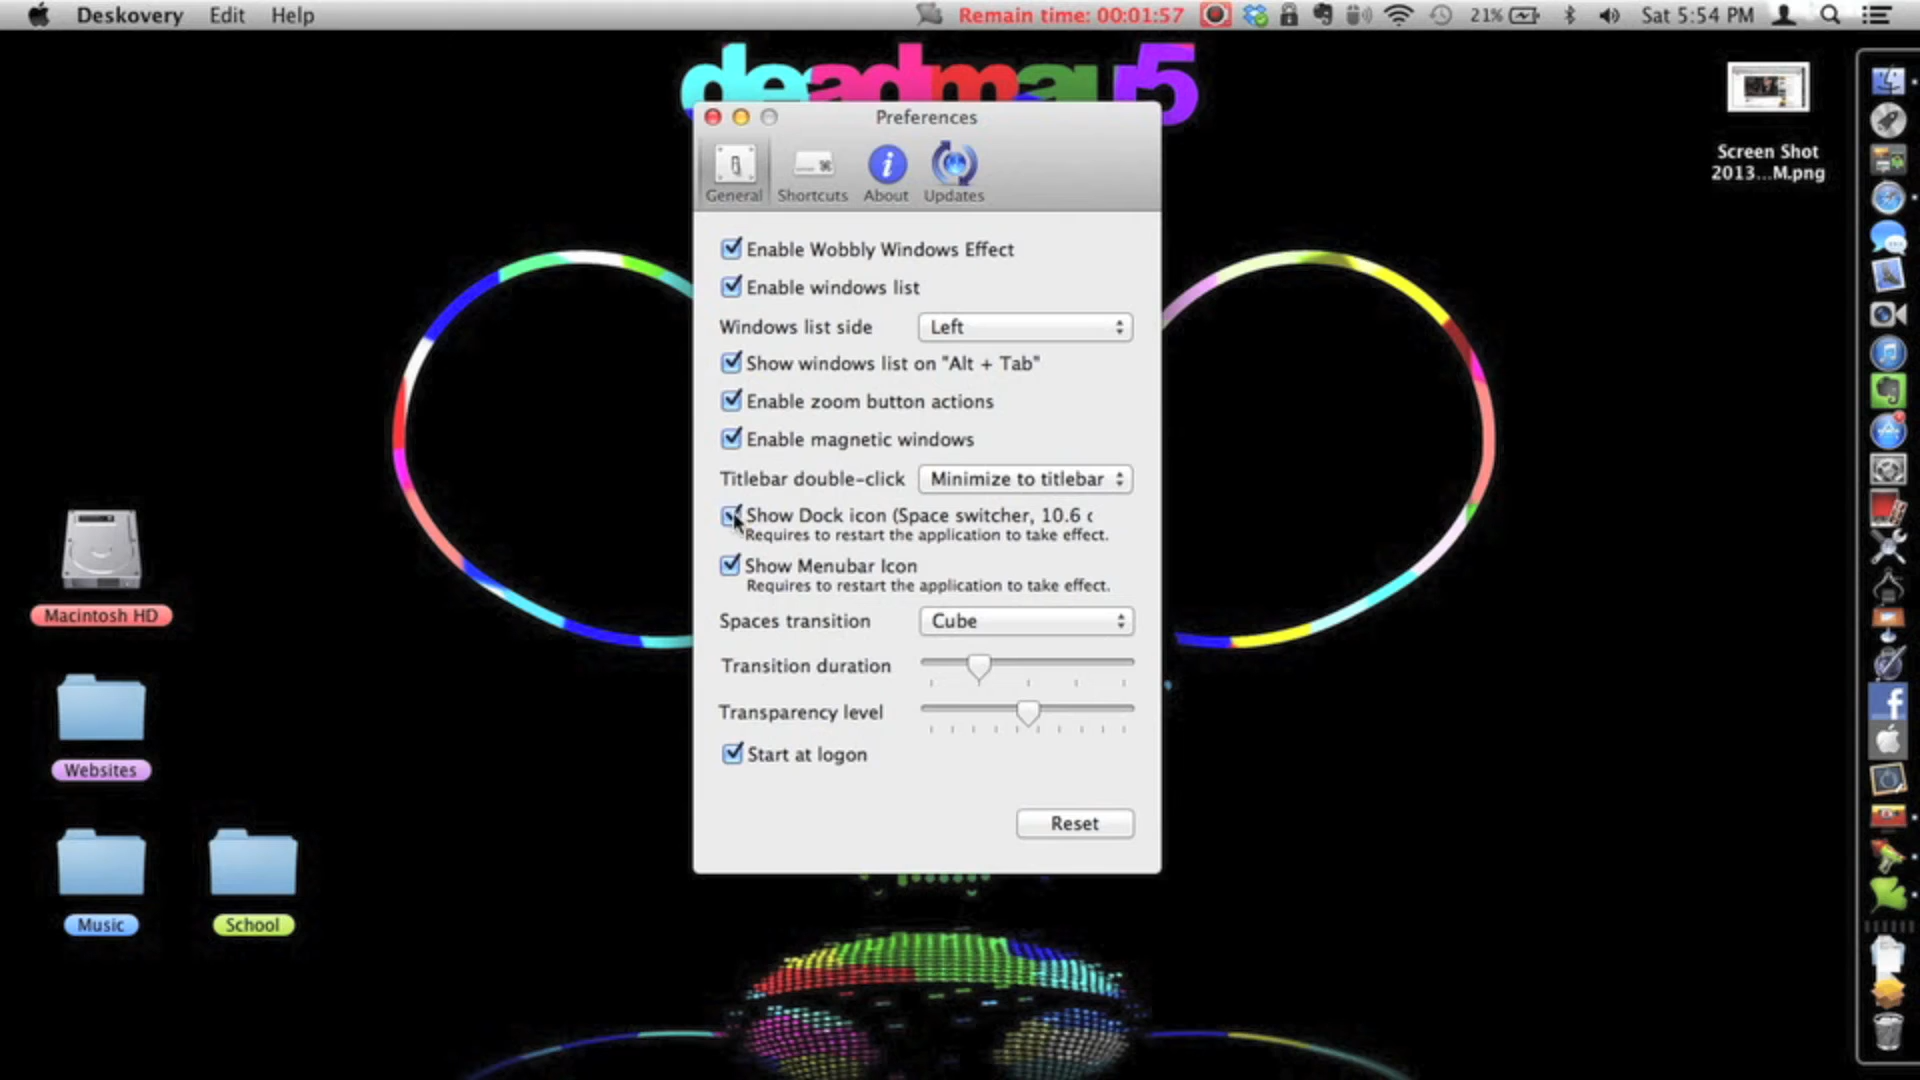 Deskovery Edit Help
Remain time: 00:01:57 21% Sat 5:54 PM
deadmau5
Preferences
General Shortcuts About Updates
Enable Wobbly Windows Effect
Enable windows list
Windows list side Left
Show windows list on "Alt + Tab"
Enable zoom button actions
Enable magnetic windows
Titlebar double-click Minimize to titlebar
Show Dock icon (Space switcher, 10.6 
Requires to restart the application to take effect.
Show Menubar Icon
Requires to restart the application to take effect.
Spaces transition Cube
Transition duration
Transparency level
Start at logon
Reset
Screen Shot
2013...M.png
Macintosh HD
Websites
Music School